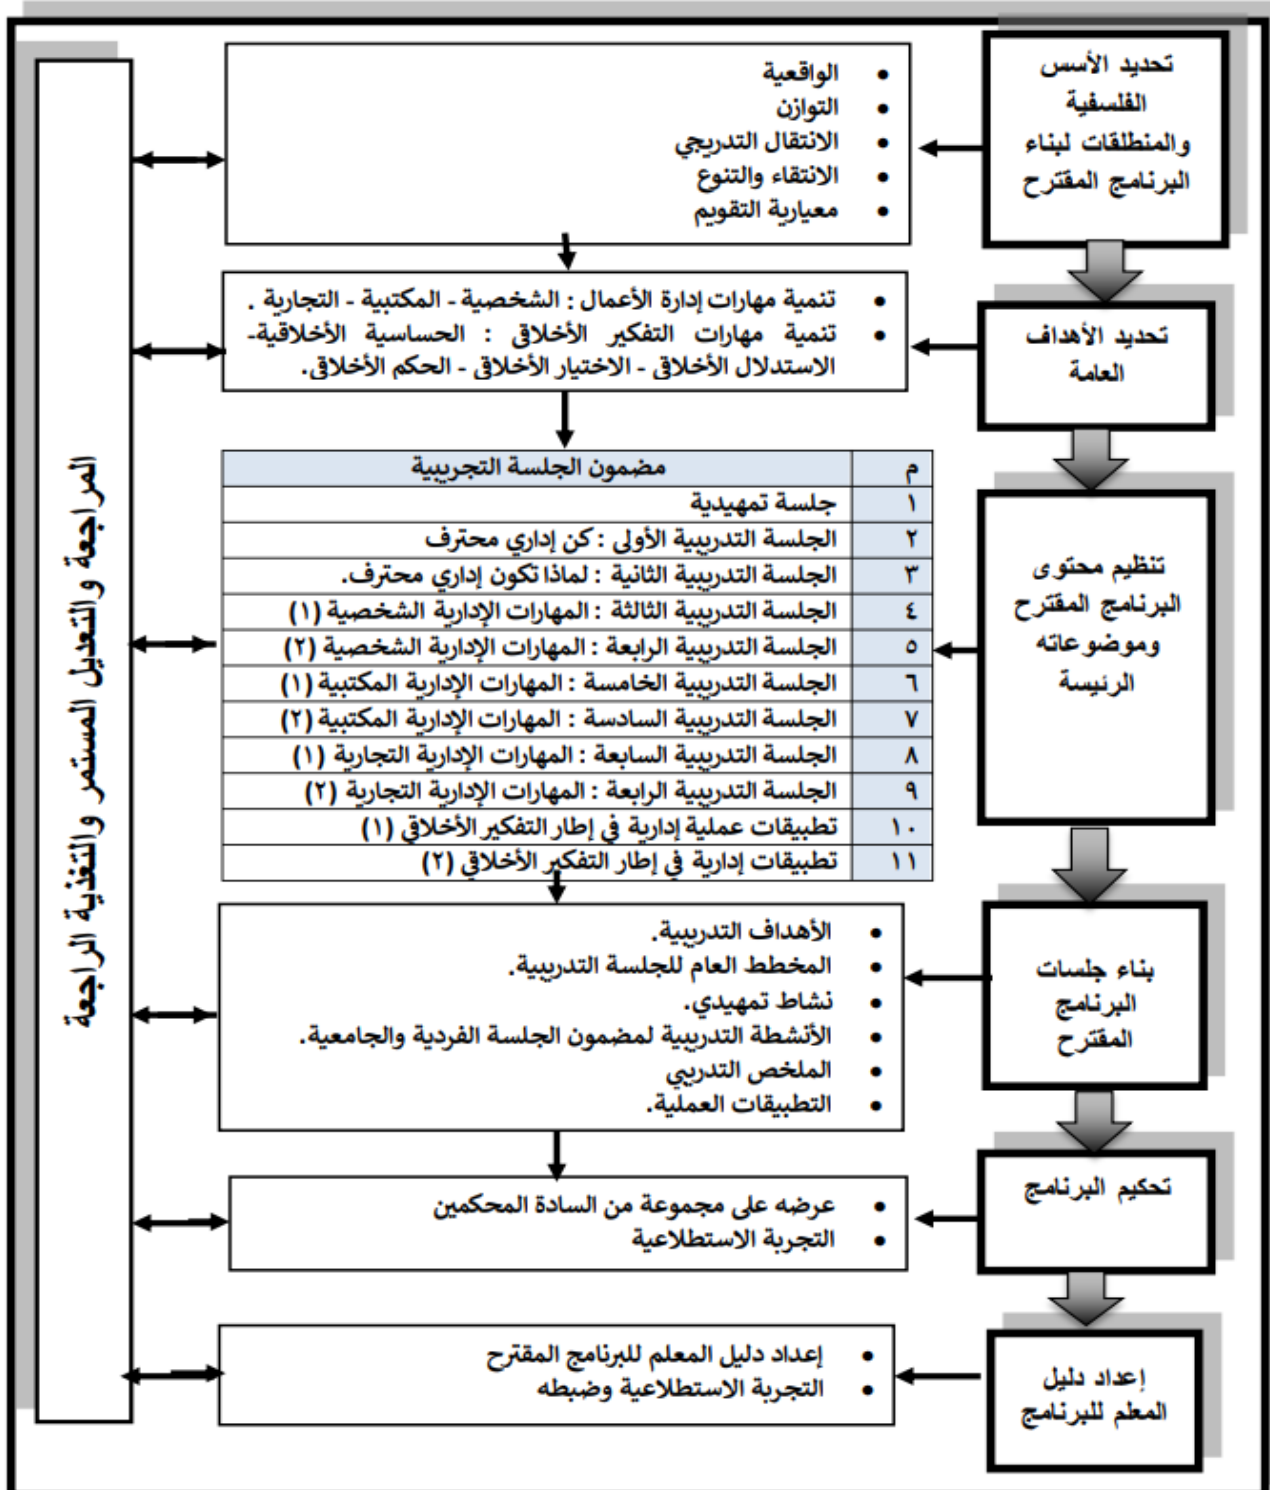 تحديد الأسس
الفلسفية
والمنطلقات لبناء
البرنامج المقترح
الواقعية
التوازن
الانتقال التدريجي
الانتقاء والتنوع
معيارية التقويم
تحديد الأهداف
العامة
تنمية مهارات إدارة الأعمال : الشخصية - المكتبية - التجارية .
تنمية مهارات التفكير الأخلاقى : الحساسية الأخلاقية-
الاستدلال الأخلاقى - الاختيار الأخلاقى - الحكم الأخلاقى.
تنظيم محتوى
البرنامج المقترح
وموضوعاته
الرئيسة
م مضمون الجلسة التجريبية
١ جلسة تمهيدية
٢ الجلسة التدريبية الأولى : كن إداري محترف
٣ الجلسة التدريبية الثانية : لماذا تكون إداري محترف.
٤ الجلسة التدريبية الثالثة : المهارات الإدارية الشخصية (١)
٥ الجلسة التدريبية الرابعة : المهارات الإدارية الشخصية (٢)
٦ الجلسة التدريبية الخامسة : المهارات الإدارية المكتبية (١)
٧ الجلسة التدريبية السادسة : المهارات الإدارية المكتبية (٢)
٨ الجلسة التدريبية السابعة : المهارات الإدارية التجارية (١)
٩ الجلسة التدريبية الرابعة : المهارات الإدارية التجارية (٢)
١٠ تطبيقات عملية إدارية في إطار التفكير الأخلاقي (١)
١١ تطبيقات إدارية في إطار التفكير الأخلاقي (٢)
بناء جلسات
البرنامج
المقترح
الأهداف التدريبية.
المخطط العام للجلسة التدريبية.
نشاط تمهيدي.
الأنشطة التدريبية لمضمون الجلسة الفردية والجامعية.
الملخص التدريبي
التطبيقات العملية.
تحكيم البرنامج
عرضه على مجموعة من السادة المحكمين
التجربة الاستطلاعية
إعداد دليل
المعلم للبرنامج
إعداد دليل المعلم للبرنامج المقترح
التجربة الاستطلاعية وضبطه
المراجعة والتعديل المستمر والتغذية الراجعة